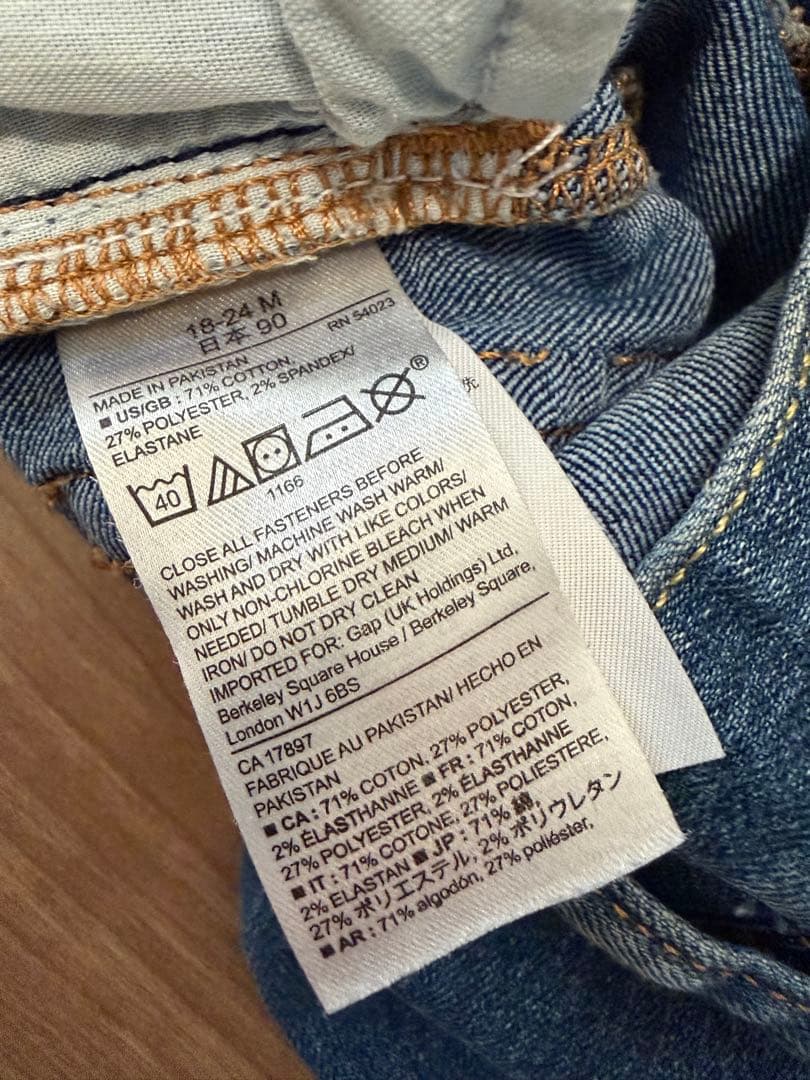 18-24 M
日本 90
RN 54023
MADE IN PAKISTAN
■ US/GB : 71% COTTON,
27% POLYESTER, 2% SPANDEX/
ELASTANE
40
®
1166
CLOSE ALL FASTENERS BEFORE
WASHING/ MACHINE WASH WARM/
WASH AND DRY WITH LIKE COLORS/
ONLY NON-CHLORINE BLEACH WHEN
NEEDED/ TUMBLE DRY MEDIUM/ WARM
IRON/ DO NOT DRY CLEAN
IMPORTED FOR: Gap (UK Holdings) Ltd,
Berkeley Square House / Berkeley Square,
London W1J 6BS
CA 17897
FABRIQUE AU PAKISTAN/ HECHO EN
PAKISTAN
■ CA : 71% COTON, 27% POLYESTER,
2% ÉLASTHANNE ■ FR : 71% COTON,
27% POLYESTER, 2% ÉLASTHANNE
■ IT : 71% COTONE, 27% POLIESTERE,
2% ELASTAN ■ JP : 71% 綿,
27% ポリエステル, 2% ポリウレタン
■ AR : 71% algodón, 27% poliéster,
先